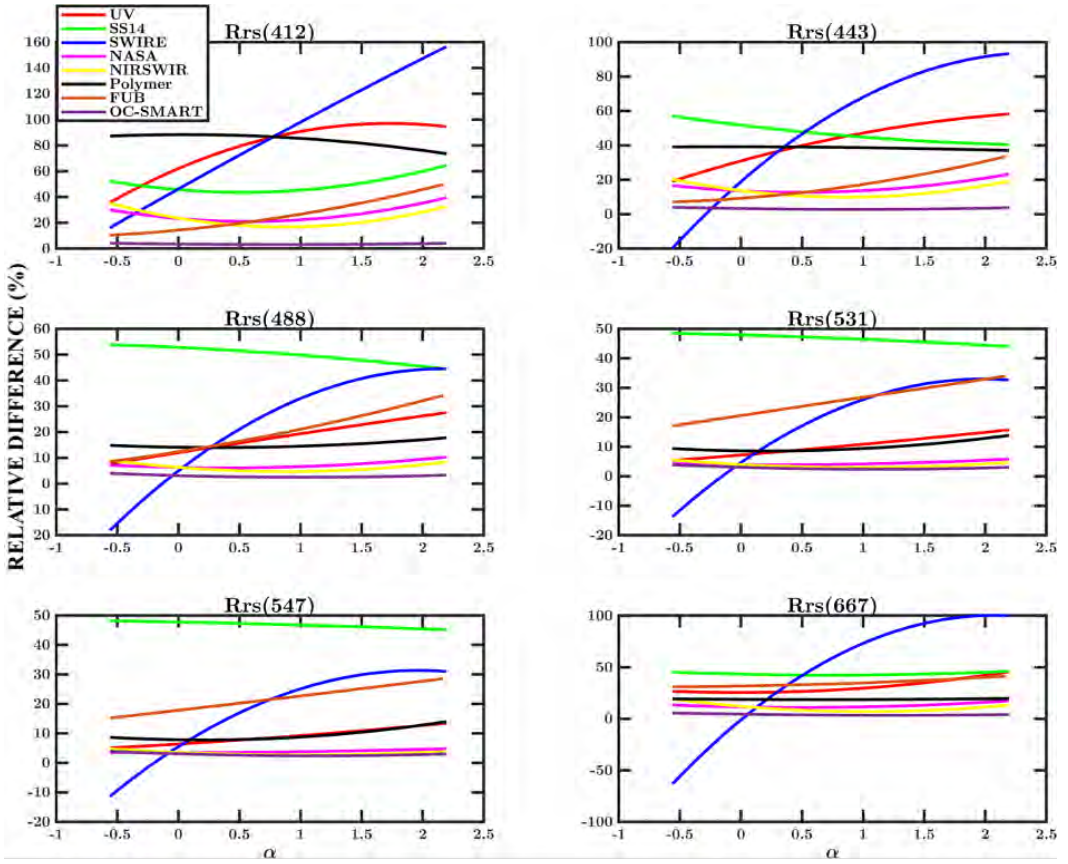 UV
SS14
SWIRE
NASA
NIRSWIR
Polymer
FUB
OC-SMART
RELATIVE DIFFERENCE (%)
Rrs(412)
160
140
120
100
80
60
40
20
0
-1 -0.5 0 0.5 1 1.5 2 2.5
Rrs(443)
100
80
60
40
20
0
-20
-1 -0.5 0 0.5 1 1.5 2 2.5
Rrs(488)
60
50
40
30
20
10
0
10
20
-1 -0.5 0 0.5 1 1.5 2 2.5
Rrs(531)
50
40
30
20
10
0
-10
-20
-1 -0.5 0 0.5 1 1.5 2 2.5
Rrs(547)
50
40
30
20
10
0
-10
-20
-1 -0.5 0 0.5 1 1.5 2 2.5
α
Rrs(667)
100
50
0
-50
-100
-1 -0.5 0 0.5 1 1.5 2 2.5
α